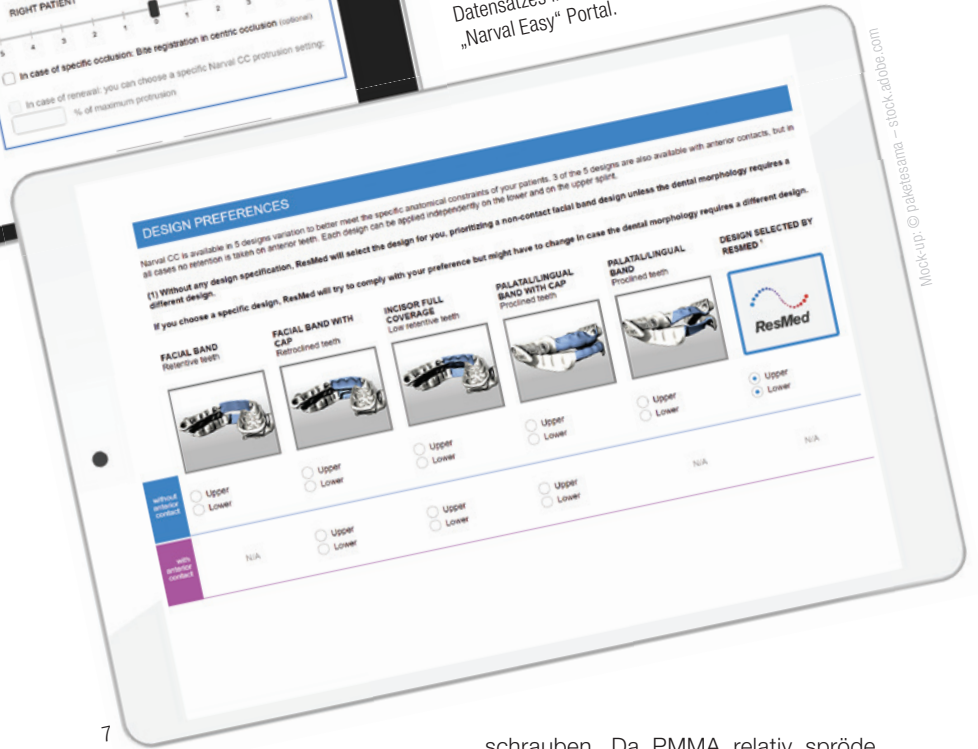 RIGHT PATIENT
5 4 3 2 1 0 1 2 3
In case of specific occlusion: Bite registration in centric occlusion (optional)
In case of renewal: you can choose a specific Narval CC protrusion setting:
% of maximum protrusion
Datensatzes
„Narval Easy“ Portal.
Mock-up: © paketesama – stock.adobe.com
DESIGN PREFERENCES
Narval CC is available in 5 designs variation to better meet the specific anatomical constraints of your patients. 3 of the 5 designs are also available with anterior contacts, but in
all cases no retention is taken on anterior teeth. Each design can be applied independently on the lower and on the upper splint.
(1) Without any design specification, ResMed will select the design for you, prioritizing a non-contact facial band design unless the dental morphology requires a
different design.
If you choose a specific design, ResMed will try to comply with your preference but might have to change in case the dental morphology requires a different design.
FACIAL BAND
Retentive teeth
FACIAL BAND WITH
CAP
Retroclined teeth
INCISOR FULL
COVERAGE
Low retentive teeth
PALATAL/LINGUAL
BAND WITH CAP
Proclined teeth
PALATAL/LINGUAL
BAND
Proclined teeth
DESIGN SELECTED BY
RESMED ¹
ResMed
without
anterior
contact
Upper
Lower
Upper
Lower
Upper
Lower
Upper
Lower
Upper
Lower
Upper
Lower
with
anterior
contact
N/A
Upper
Lower
Upper
Lower
Upper
Lower
N/A
N/A
7
schrauben. Da PMMA relativ spröde